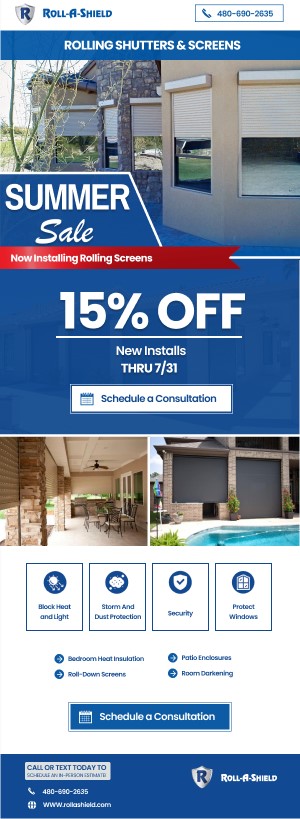 ROLL-A-SHIELD
480-690-2635
ROLLING SHUTTERS & SCREENS
SUMMER
Sale
Now Installing Rolling Screens
15% OFF
New Installs
THRU 7/31
Schedule a Consultation
Block Heat
and Light
Storm And
Dust Protection
Security
Protect
Windows
Bedroom Heat Insulation
Patio Enclosures
Roll-Down Screens
Room Darkening
Schedule a Consultation
CALL OR TEXT TODAY TO
SCHEDULE AN IN-PERSON ESTIMATE!
480-690-2635
www.rollashield.com
ROLL-A-SHIELD